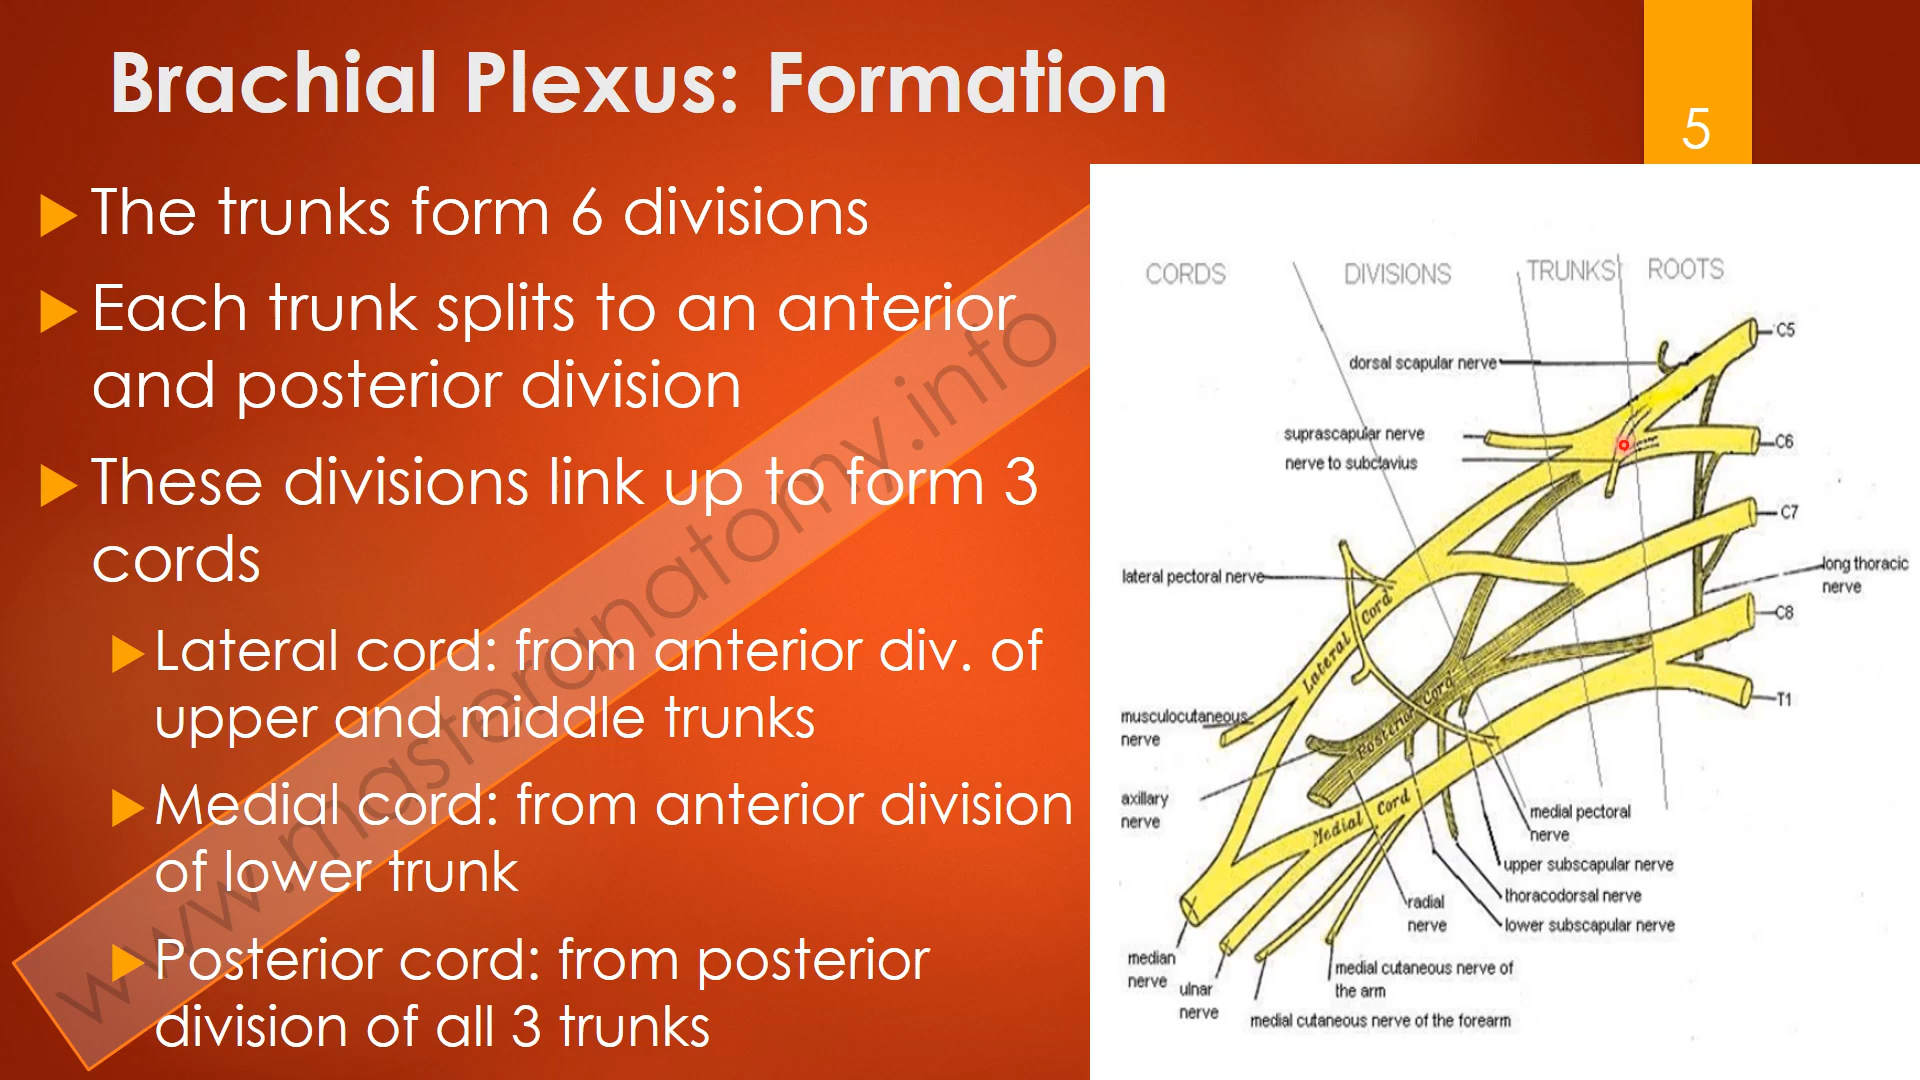 Brachial Plexus: Formation
5
The trunks form 6 divisions
Each trunk splits to an anterior
and posterior division
These divisions link up to form 3
cords
Lateral cord: from anterior div. of
upper and middle trunks
Medial cord: from anterior division
of lower trunk
Posterior cord: from posterior
division of all 3 trunks
www.masteranatomy.info
CORDS DIVISIONS TRUNKS ROOTS
C5
dorsal scapular nerve
suprascapular nerve
C6
nerve to subclavius
C7
lateral pectoral nerve
long thoracic
nerve
C8
Lateral Cord
Posterior Cord
T1
musculocutaneous
nerve
axillary
nerve
Medial Cord
medial pectoral
nerve
upper subscapular nerve
thoracodorsal nerve
radial
nerve
lower subscapular nerve
median
nerve
ulnar
nerve
medial cutaneous nerve of
the arm
medial cutaneous nerve of the forearm